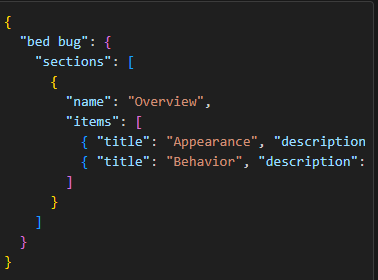 {
"bed bug": {
"sections": [
{
"name": "Overview",
"items": [
{ "title": "Appearance", "description
{ "title": "Behavior", "description":
]
}
]
}
}